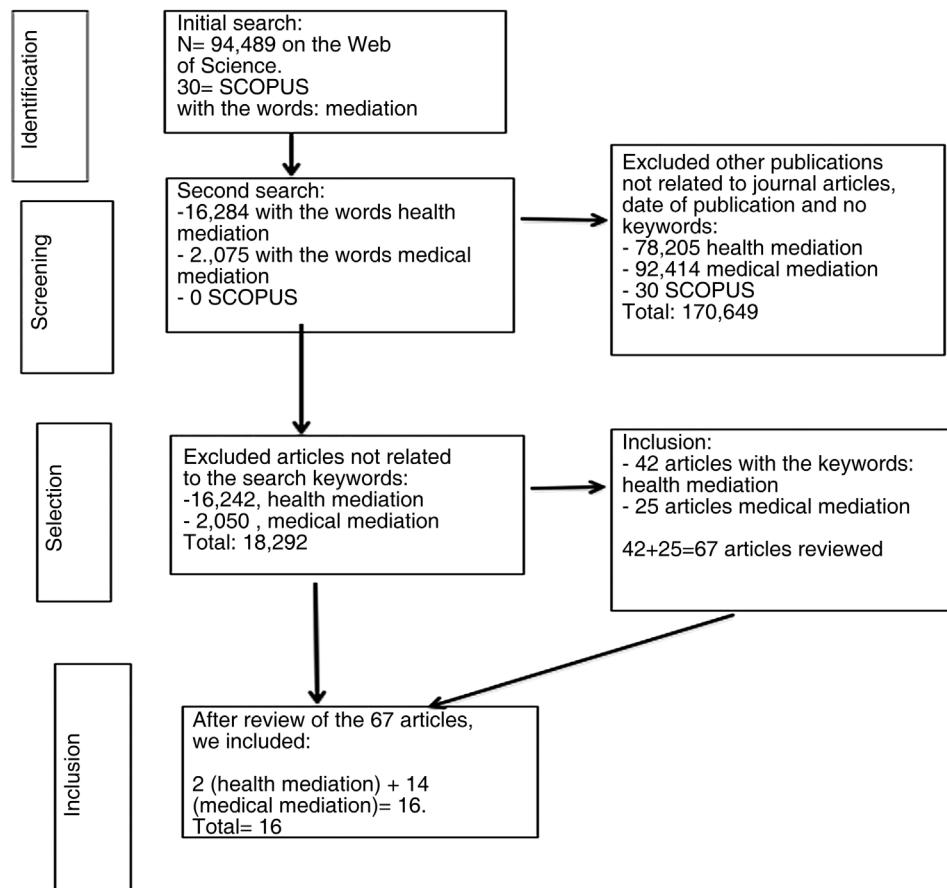 Identification
Initial search:
N= 94,489 on the Web
of Science.
30= SCOPUS
with the words: mediation
Screening
Second search:
-16,284 with the words health
mediation
- 2.,075 with the words medical
mediation
- 0 SCOPUS
Excluded other publications
not related to journal articles,
date of publication and no
keywords:
- 78,205 health mediation
- 92,414 medical mediation
- 30 SCOPUS
Total: 170,649
Selection
Excluded articles not related
to the search keywords:
-16,242, health mediation
- 2,050 , medical mediation
Total: 18,292
Inclusion:
- 42 articles with the keywords:
health mediation
- 25 articles medical mediation
42+25=67 articles reviewed
Inclusion
After review of the 67 articles,
we included:
2 (health mediation) + 14
(medical mediation)= 16.
Total= 16